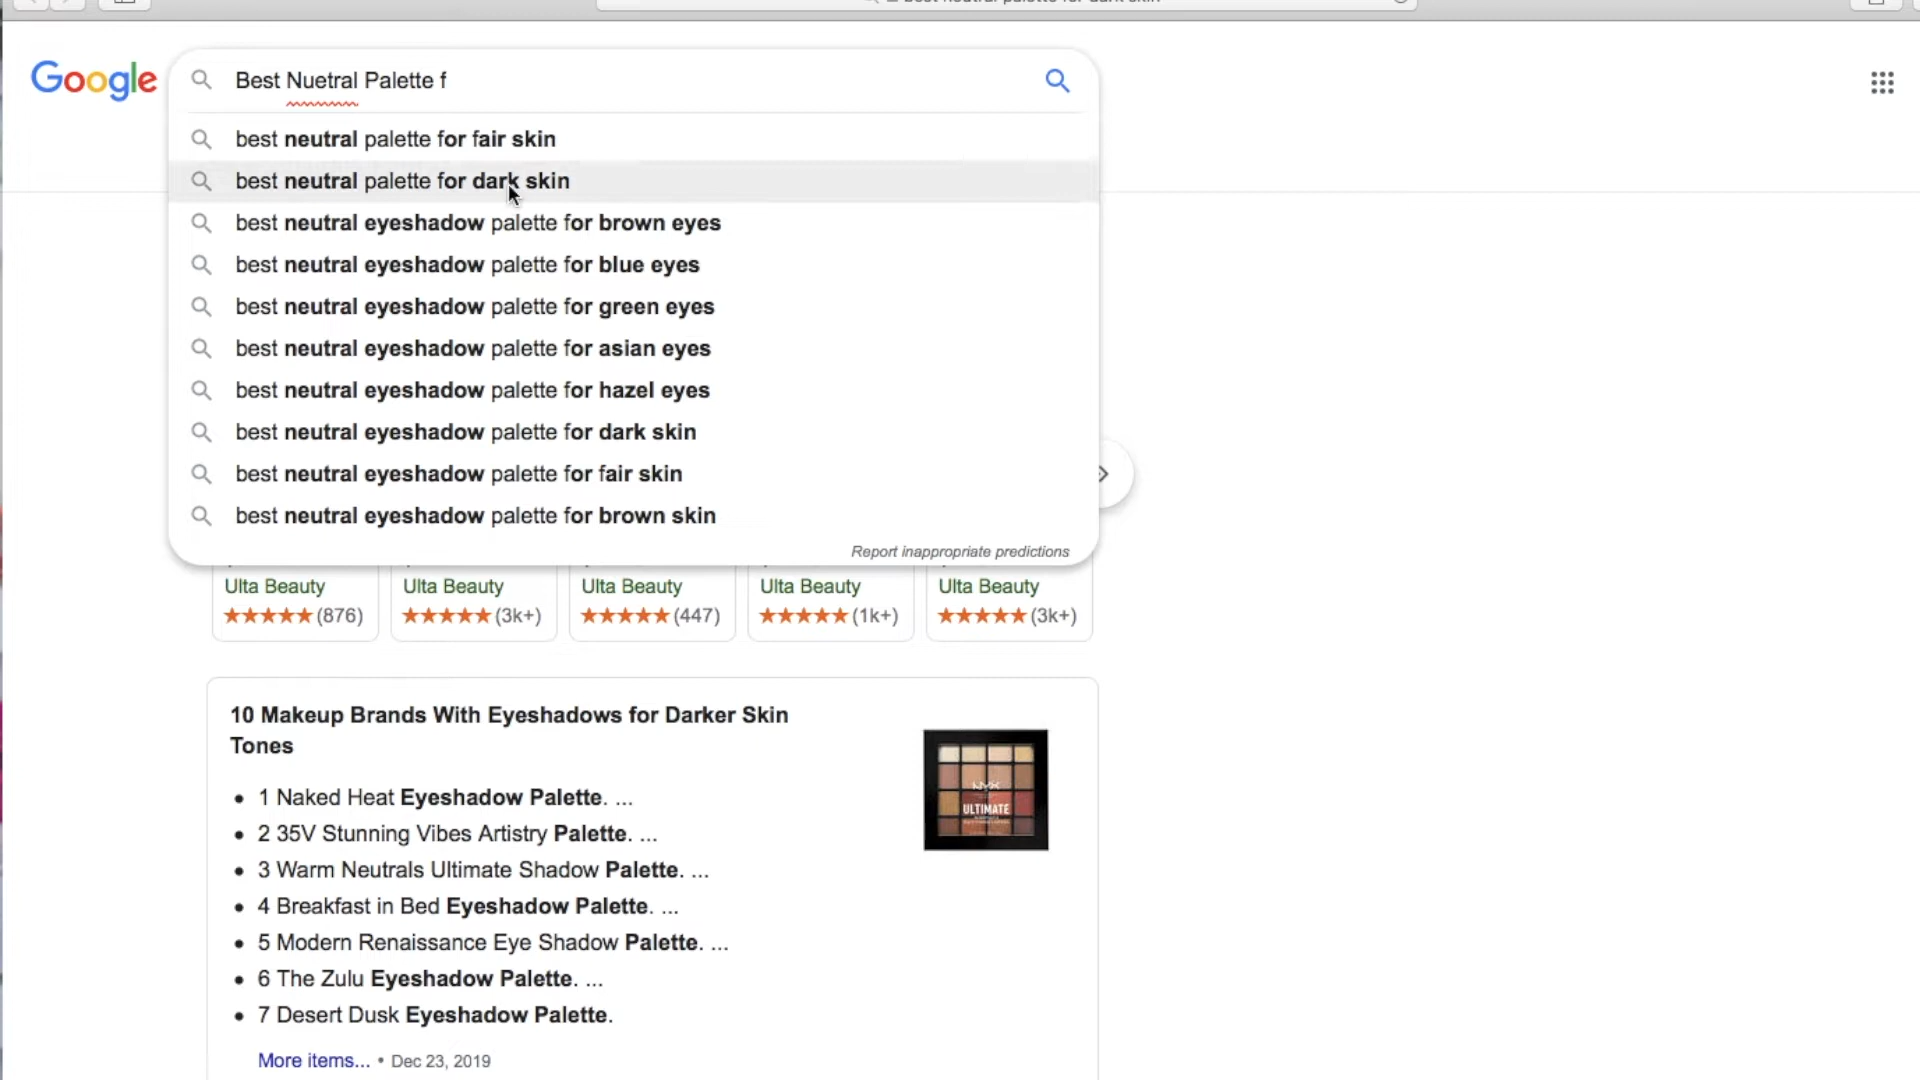 best neutral palette for dark skin
Google
Best Nuetral Palette f
best neutral palette for fair skin
best neutral palette for dark skin
best neutral eyeshadow palette for brown eyes
best neutral eyeshadow palette for blue eyes
best neutral eyeshadow palette for green eyes
best neutral eyeshadow palette for asian eyes
best neutral eyeshadow palette for hazel eyes
best neutral eyeshadow palette for dark skin
best neutral eyeshadow palette for fair skin
best neutral eyeshadow palette for brown skin
Report inappropriate predictions
Ulta Beauty Ulta Beauty Ulta Beauty Ulta Beauty Ulta Beauty
(876) (3k+) (447) (1k+) (3k+)
10 Makeup Brands With Eyeshadows for Darker Skin
Tones
NYX
ULTIMATE
• 1 Naked Heat Eyeshadow Palette. ...
• 2 35V Stunning Vibes Artistry Palette. ...
• 3 Warm Neutrals Ultimate Shadow Palette. ...
• 4 Breakfast in Bed Eyeshadow Palette. ...
• 5 Modern Renaissance Eye Shadow Palette. ...
• 6 The Zulu Eyeshadow Palette. ...
• 7 Desert Dusk Eyeshadow Palette.
More items... • Dec 23, 2019